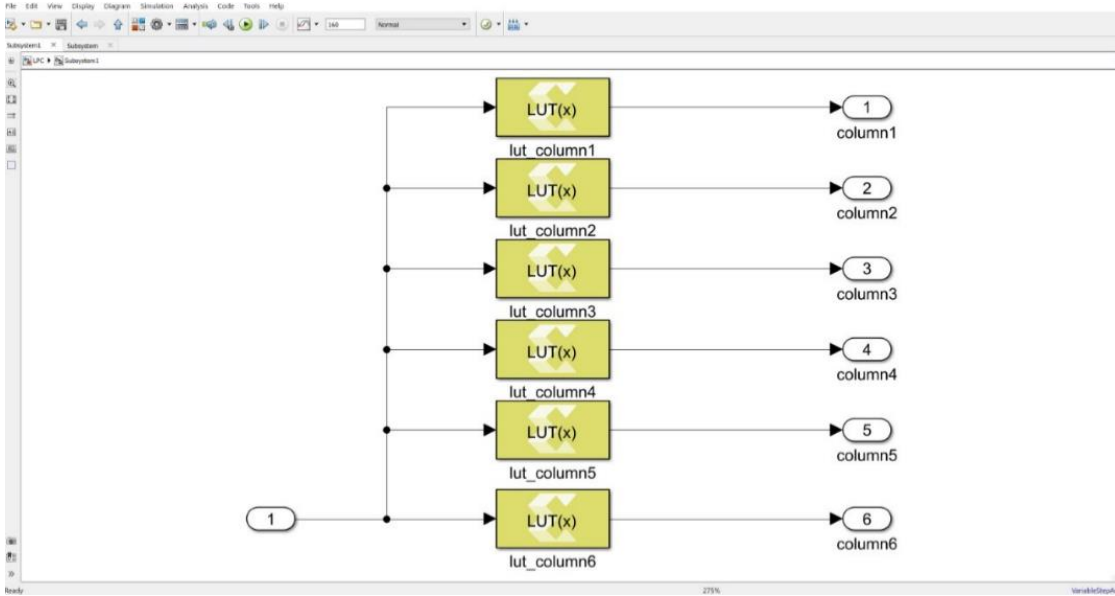 File Edit View Display Diagram Simulation Analysis Code Tools Help
160 Normal
Subsystem1 Subsystem
LPC Subsystem1
LUT(x) 1
lut_column1 column1
LUT(x) 2
lut_column2 column2
LUT(x) 3
lut_column3 column3
LUT(x) 4
lut_column4 column4
LUT(x) 5
lut_column5 column5
1 LUT(x) 6
lut_column6 column6
Ready 275% VariableStepA